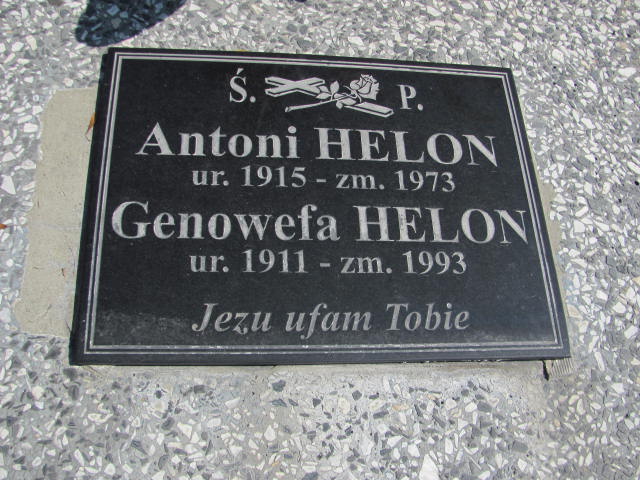 Ś. P.
Antoni HELON
ur. 1915 - zm. 1973
Genowefa HELON
ur. 1911 - zm. 1993
Jezu ufam Tobie